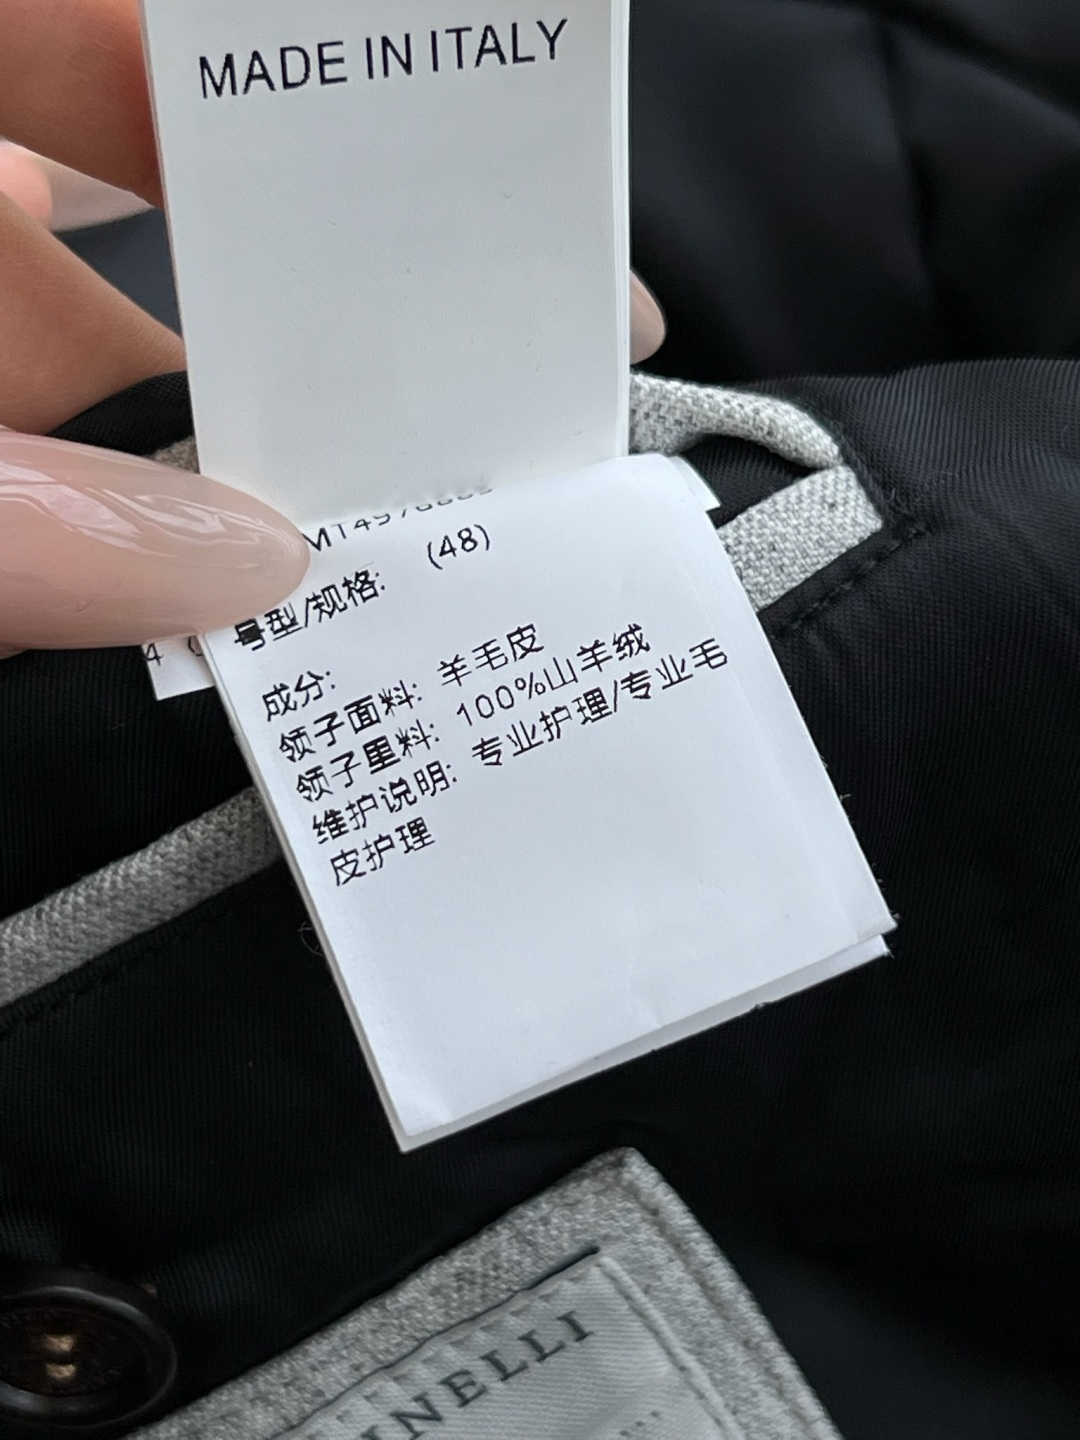 MADE IN ITALY
(48)
号型/规格:
成分:
领子面料: 羊毛皮
领子里料: 100%山羊绒
维护说明: 专业护理/专业毛
皮护理
INELLI